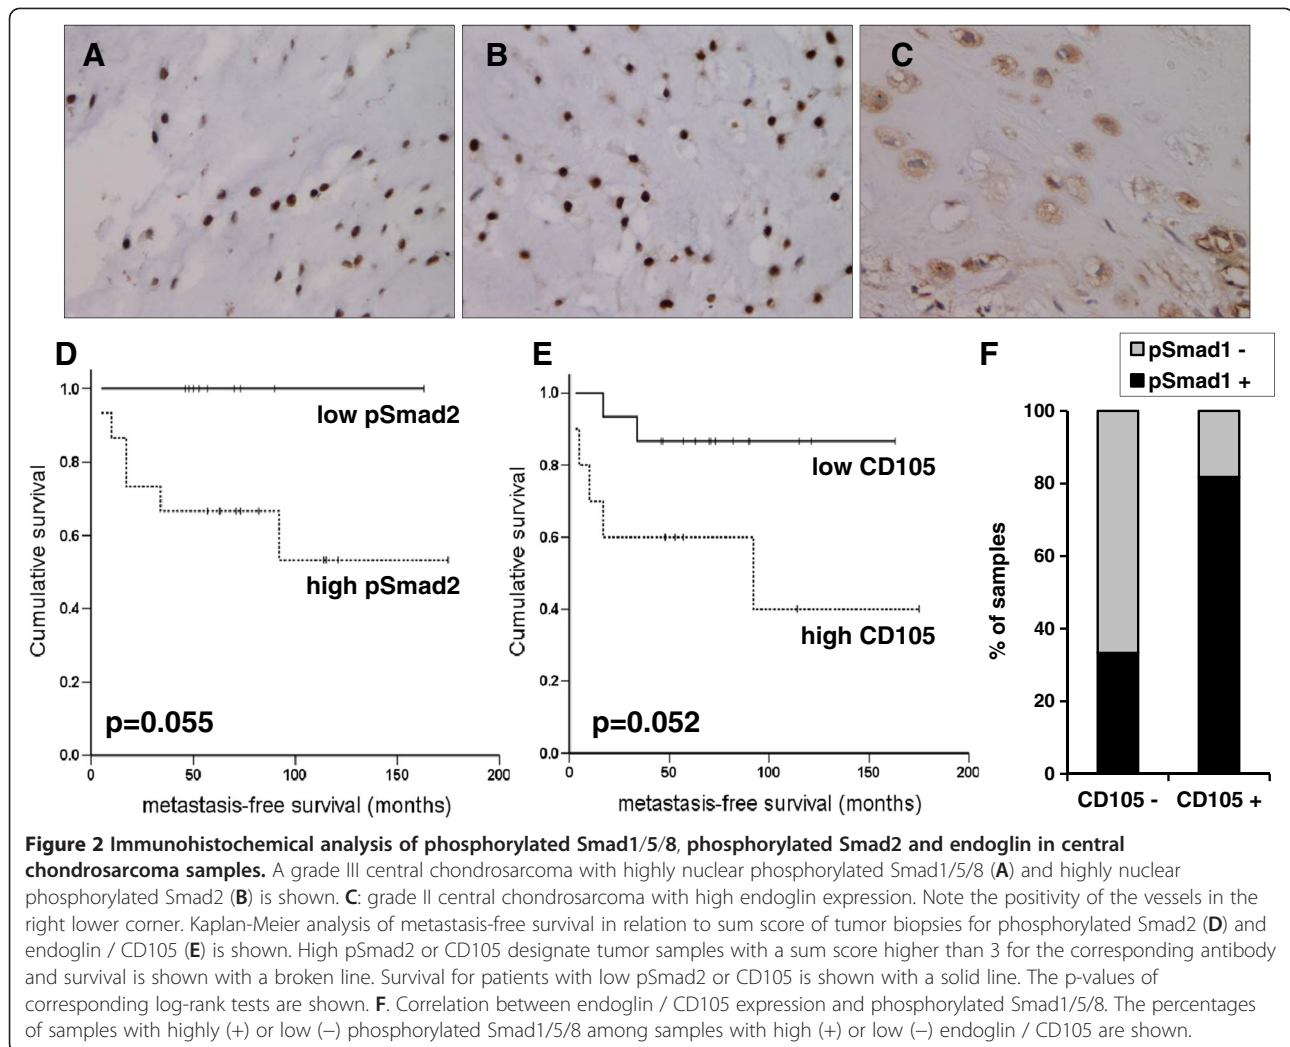 A
B
C
D
1.0
0.8
0.6
0.4
0.2
0.0
0
50
100
150
200
Cumulative survival
metastasis-free survival (months)
low pSmad2
high pSmad2
p=0.055
E
1.0
0.8
0.6
0.4
0.2
0.0
0
50
100
150
200
Cumulative survival
metastasis-free survival (months)
low CD105
high CD105
p=0.052
F
pSmad1 -
pSmad1 +
100
80
60
40
20
0
% of samples
CD105 -
CD105 +
Figure 2 Immunohistochemical analysis of phosphorylated Smad1/5/8, phosphorylated Smad2 and endoglin in central
chondrosarcoma samples. A grade III central chondrosarcoma with highly nuclear phosphorylated Smad1/5/8 (A) and highly nuclear
phosphorylated Smad2 (B) is shown. C: grade II central chondrosarcoma with high endoglin expression. Note the positivity of the vessels in the
right lower corner. Kaplan-Meier analysis of metastasis-free survival in relation to sum score of tumor biopsies for phosphorylated Smad2 (D) and
endoglin / CD105 (E) is shown. High pSmad2 or CD105 designate tumor samples with a sum score higher than 3 for the corresponding antibody
and survival is shown with a broken line. Survival for patients with low pSmad2 or CD105 is shown with a solid line. The p-values of
corresponding log-rank tests are shown. F. Correlation between endoglin / CD105 expression and phosphorylated Smad1/5/8. The percentages
of samples with highly (+) or low (−) phosphorylated Smad1/5/8 among samples with high (+) or low (−) endoglin / CD105 are shown.